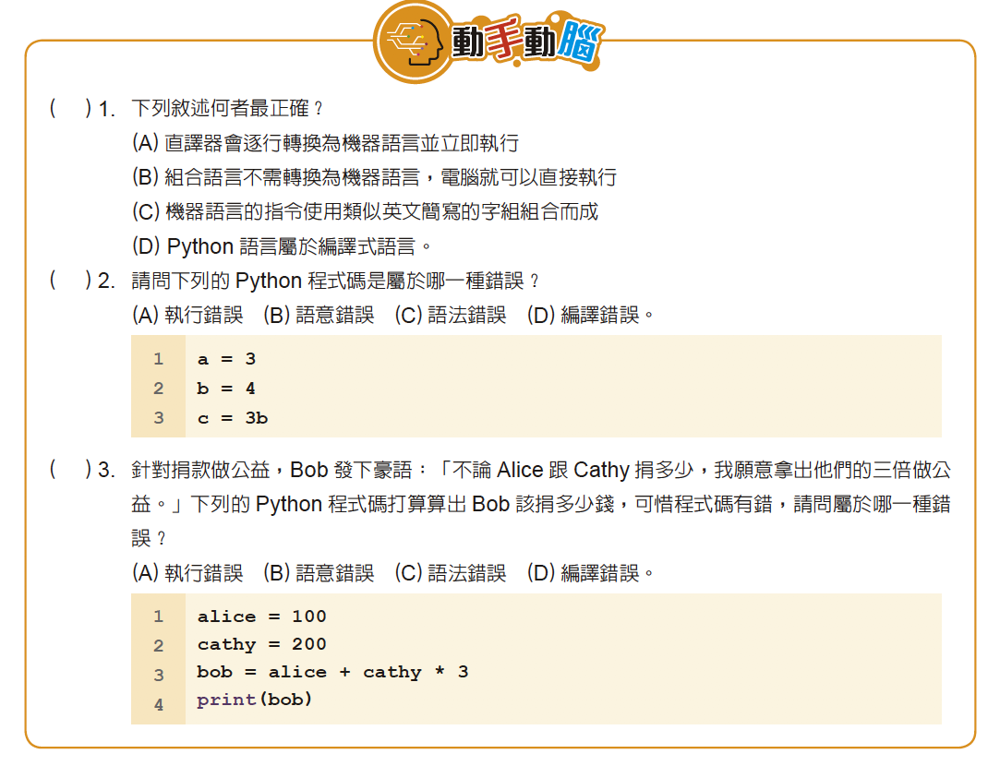 動手動腦
(　) 1. 下列敘述何者最正確？
(A) 直譯器會逐行轉換為機器語言並立即執行
(B) 組合語言不需轉換為機器語言，電腦就可以直接執行
(C) 機器語言的指令使用類似英文簡寫的字組組合而成
(D) Python 語言屬於編譯式語言。
(　) 2. 請問下列的 Python 程式碼是屬於哪一種錯誤？
(A) 執行錯誤　(B) 語意錯誤　(C) 語法錯誤　(D) 編譯錯誤。
1 a = 3
2 b = 4
3 c = 3b
(　) 3. 針對捐款做公益，Bob 發下豪語：「不論 Alice 跟 Cathy 捐多少，我願意拿出他們的三倍做公
益。」下列的 Python 程式碼打算算出 Bob 該捐多少錢，可惜程式碼有錯，請問屬於哪一種錯
誤？
(A) 執行錯誤　(B) 語意錯誤　(C) 語法錯誤　(D) 編譯錯誤。
1 alice = 100
2 cathy = 200
3 bob = alice + cathy * 3
4 print(bob)